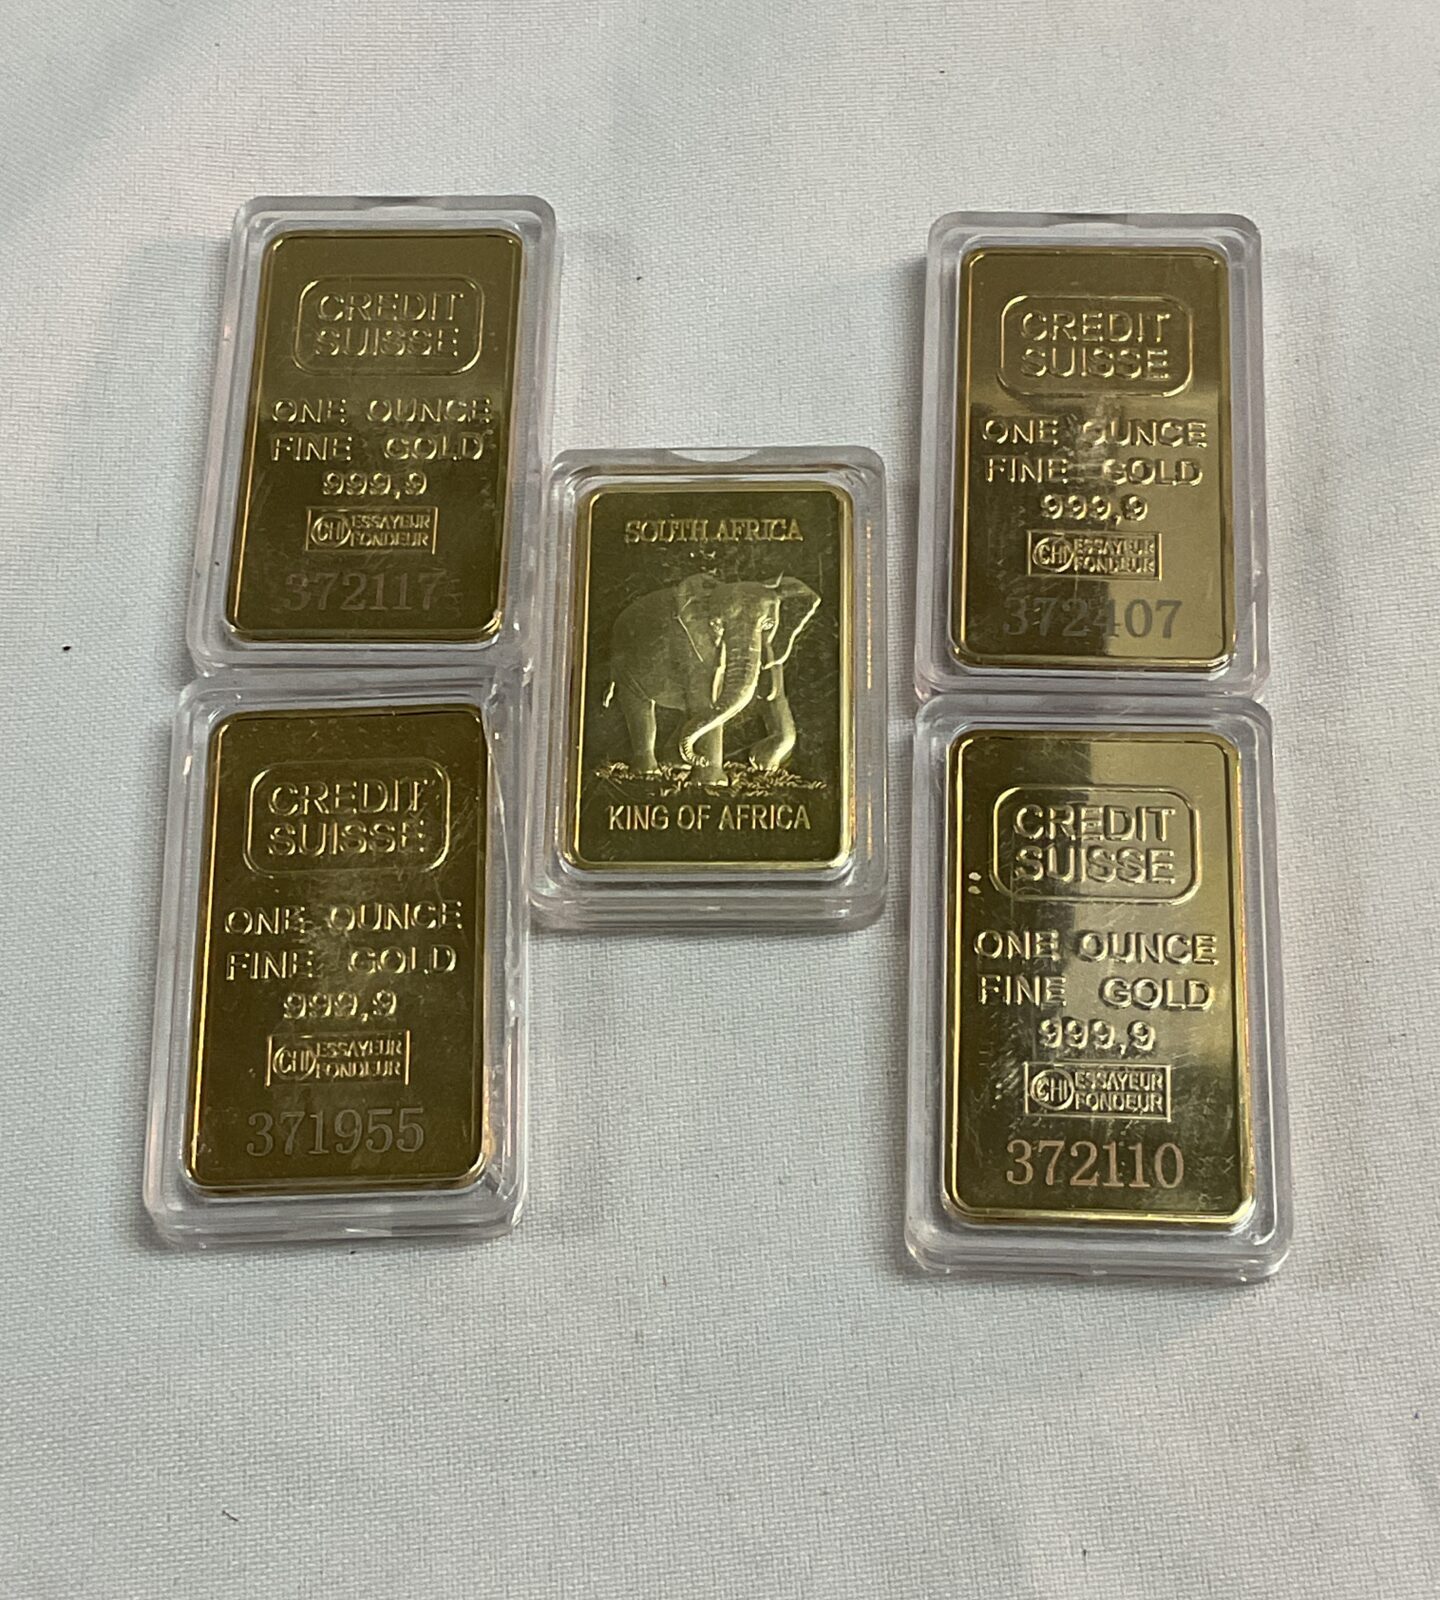 CREDIT
SUISSE
ONE OUNCE
FINE GOLD
999,9
CHI ESSAYEUR
FONDEUR
372117
CREDIT
SUISSE
ONE OUNCE
FINE GOLD
999,9
CHI ESSAYEUR
FONDEUR
372407
SOUTH AFRICA
KING OF AFRICA
CREDIT
SUISSE
ONE OUNCE
FINE GOLD
999,9
CHI ESSAYEUR
FONDEUR
371955
CREDIT
SUISSE
ONE OUNCE
FINE GOLD
999,9
CHI ESSAYEUR
FONDEUR
372110